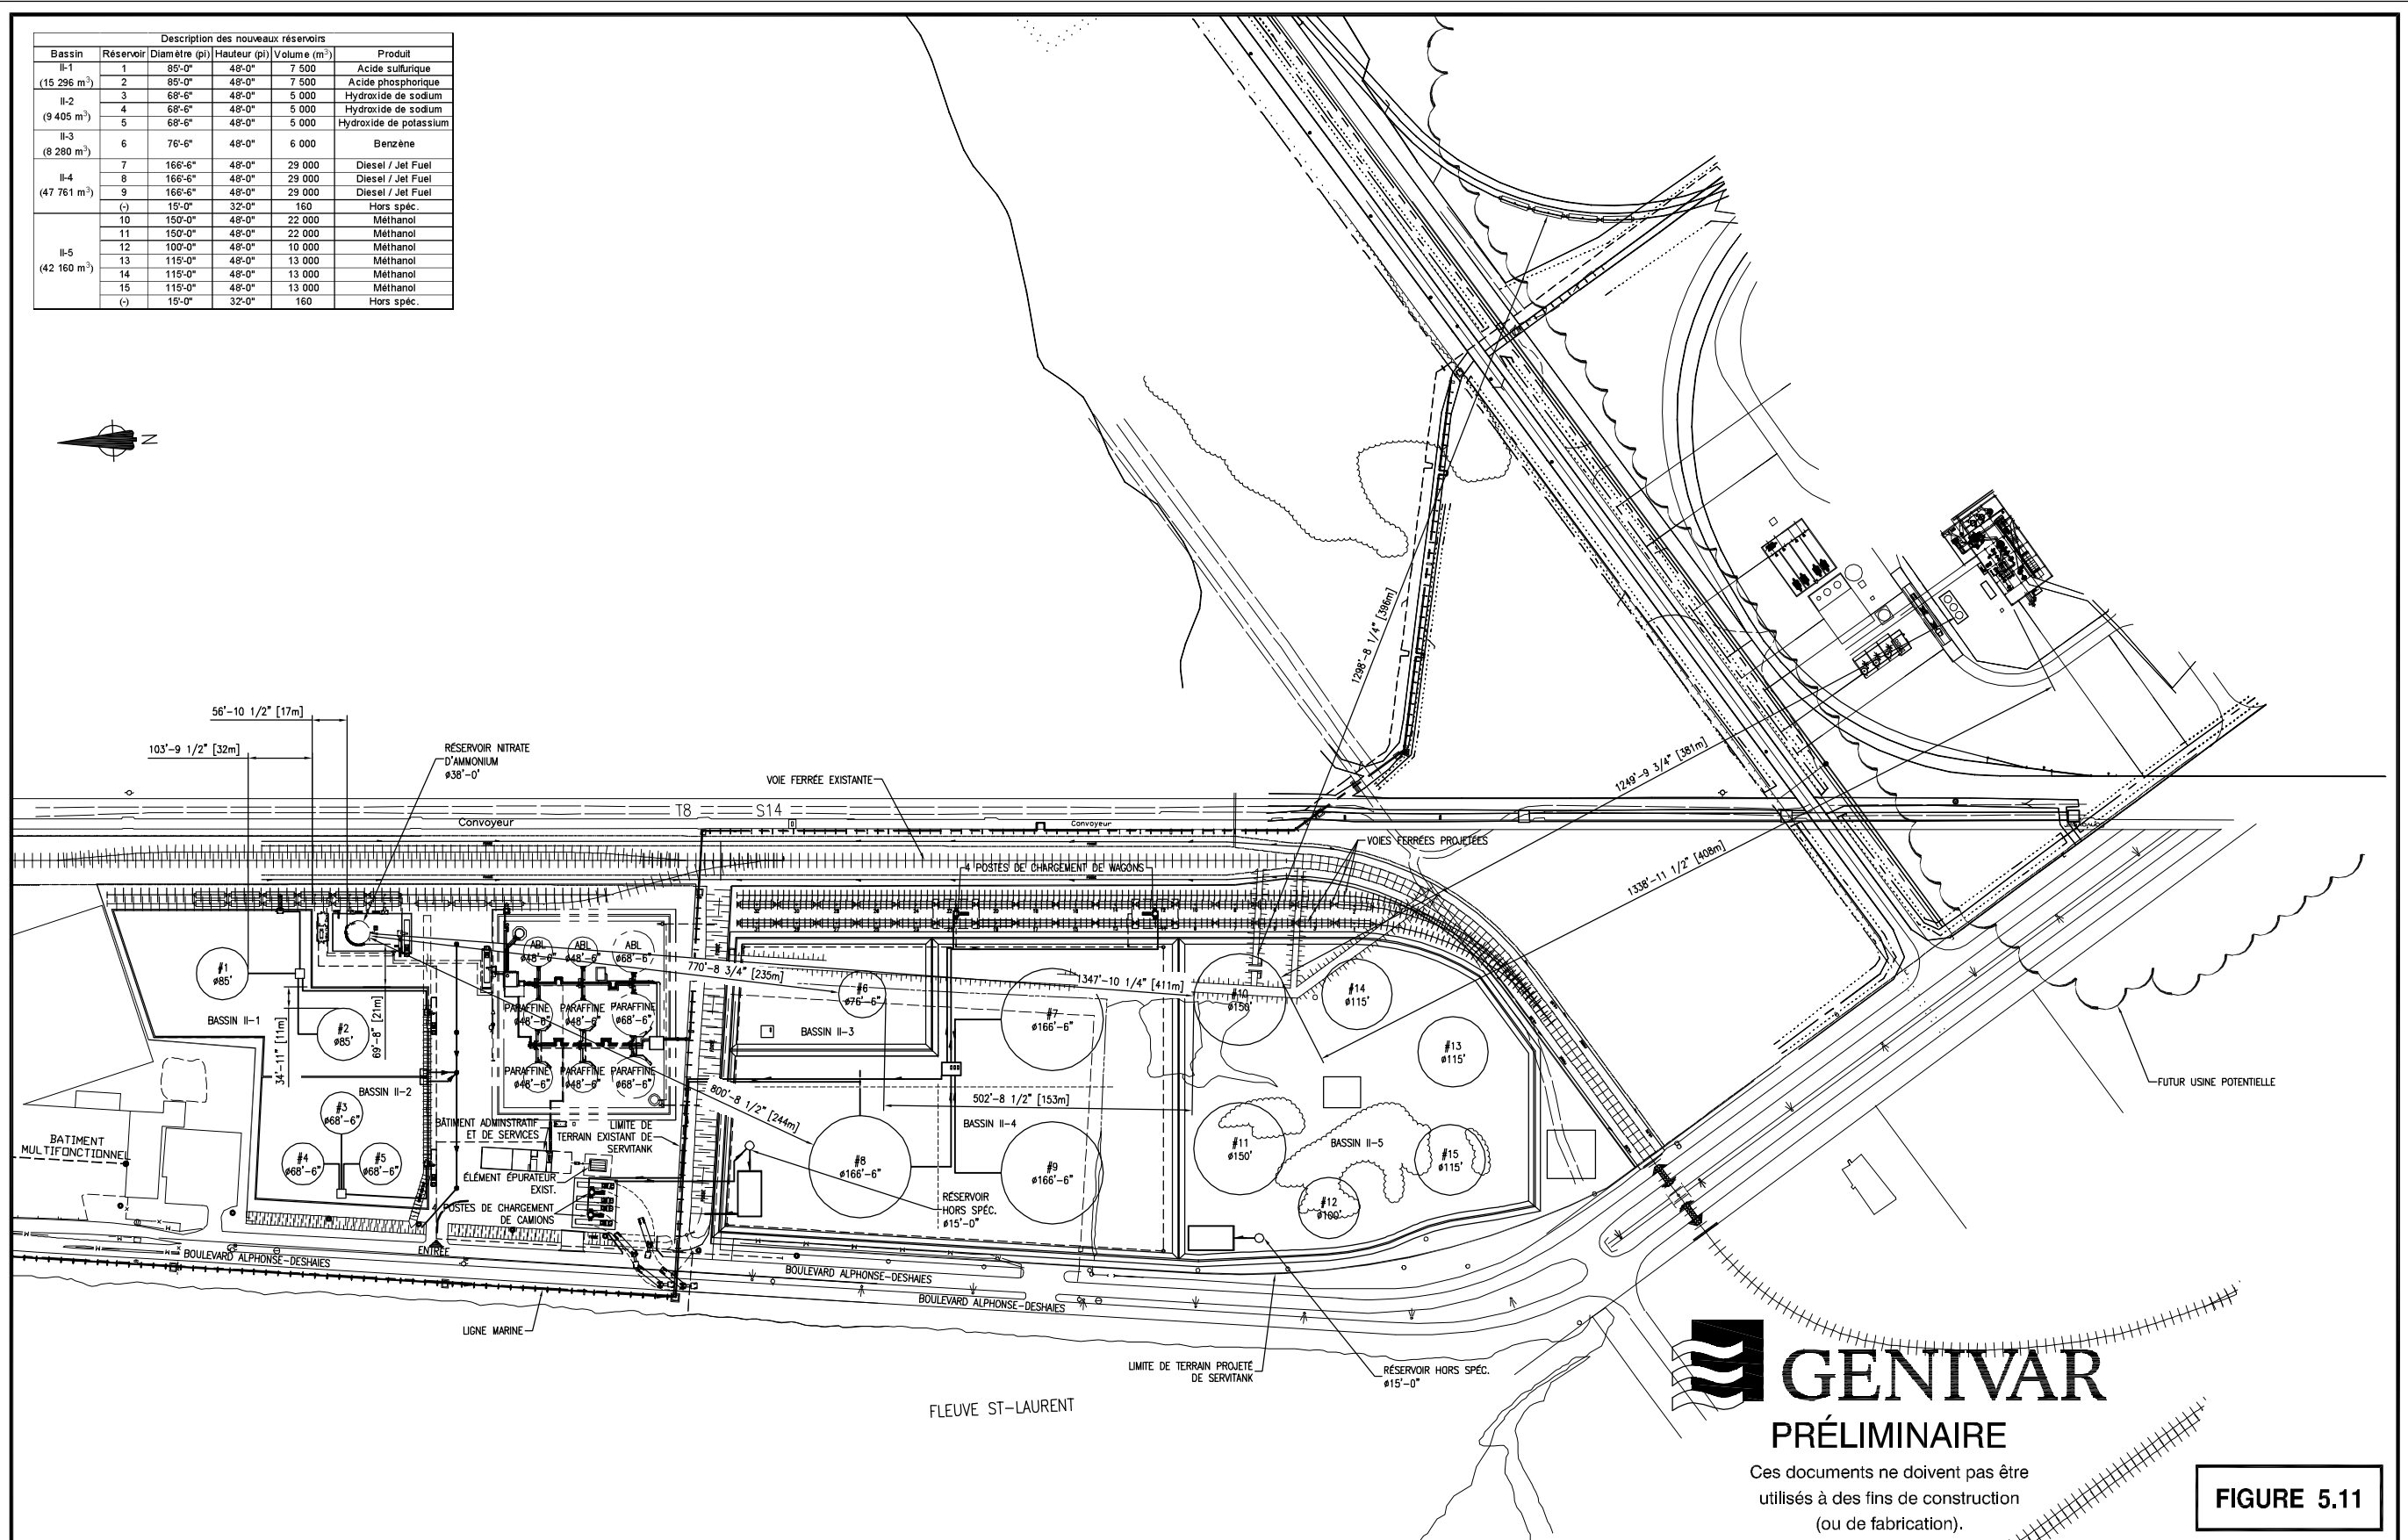 Description des nouveaux réservoirs
Bassin Réservoir Diamètre (pi) Hauteur (pi) Volume (m³) Produit
II-1 (15 296 m³) 1 85'-0" 48'-0" 7 500 Acide sulfurique
2 85'-0" 48'-0" 7 500 Acide phosphorique
II-2 (9 405 m³) 3 68'-6" 48'-0" 5 000 Hydroxide de sodium
4 68'-6" 48'-0" 5 000 Hydroxide de sodium
5 68'-6" 48'-0" 5 000 Hydroxide de potassium
II-3 (8 280 m³) 6 76'-6" 48'-0" 6 000 Benzène
II-4 (47 761 m³) 7 166'-6" 48'-0" 29 000 Diesel / Jet Fuel
8 166'-6" 48'-0" 29 000 Diesel / Jet Fuel
9 166'-6" 48'-0" 29 000 Diesel / Jet Fuel
(-) 15'-0" 32'-0" 160 Hors spéc.
II-5 (42 160 m³) 10 150'-0" 48'-0" 22 000 Méthanol
11 150'-0" 48'-0" 22 000 Méthanol
12 100'-0" 48'-0" 10 000 Méthanol
13 115'-0" 48'-0" 13 000 Méthanol
14 115'-0" 48'-0" 13 000 Méthanol
15 115'-0" 48'-0" 13 000 Méthanol
(-) 15'-0" 32'-0" 160 Hors spéc.
N
1298'-8 1/4" [396m]
56'-10 1/2" [17m]
103'-9 1/2" [32m]
RÉSERVOIR NITRATE
D'AMMONIUM
ø38'-0'
VOIE FERRÉE EXISTANTE
1249'-9 3/4" [381m]
T8 S14
Convoyeur
Convoyeur
VOIES FERRÉES PROJETÉES
4 POSTES DE CHARGEMENT DE WAGONS
1338'-11 1/2" [408m]
ABL
ø48'-6"
ABL
ø48'-6"
ABL
ø68'-6"
#1
ø85'
770'-8 3/4" [235m]
1347'-10 1/4" [411m]
#6
ø76'-6"
#10
ø150'
#14
ø115'
PARAFFINE
ø48'-6"
PARAFFINE
ø48'-6"
PARAFFINE
ø68'-6"
BASSIN II-1
#2
ø85'
69'-8" [21m]
34'-11" [11m]
BASSIN II-3
#7
ø166'-6"
#13
ø115'
PARAFFINE
ø48'-6"
PARAFFINE
ø48'-6"
PARAFFINE
ø68'-6"
FUTUR USINE POTENTIELLE
BASSIN II-2
#3
ø68'-6"
800'-8 1/2" [244m]
502'-8 1/2" [153m]
BASSIN II-4
BATIMENT
MULTIFONCTIONNEL
#4
ø68'-6"
#5
ø68'-6"
BÂTIMENT ADMINSTRATIF
ET DE SERVICES
LIMITE DE
TERRAIN EXISTANT DE
SERVITANK
ÉLÉMENT ÉPURATEUR
EXIST.
#8
ø166'-6"
#9
ø166'-6"
#11
ø150'
BASSIN II-5
#15
ø115'
#12
ø100'
POSTES DE CHARGEMENT
DE CAMIONS
RÉSERVOIR
HORS SPÉC.
ø15'-0"
ENTRÉE
BOULEVARD ALPHONSE-DESHAIES
BOULEVARD ALPHONSE-DESHAIES
BOULEVARD ALPHONSE-DESHAIES
LIGNE MARINE
LIMITE DE TERRAIN PROJETÉ
DE SERVITANK
RÉSERVOIR HORS SPÉC.
ø15'-0"
FLEUVE ST-LAURENT
GENIVAR
PRÉLIMINAIRE
Ces documents ne doivent pas être
utilisés à des fins de construction
(ou de fabrication).
FIGURE 5.11